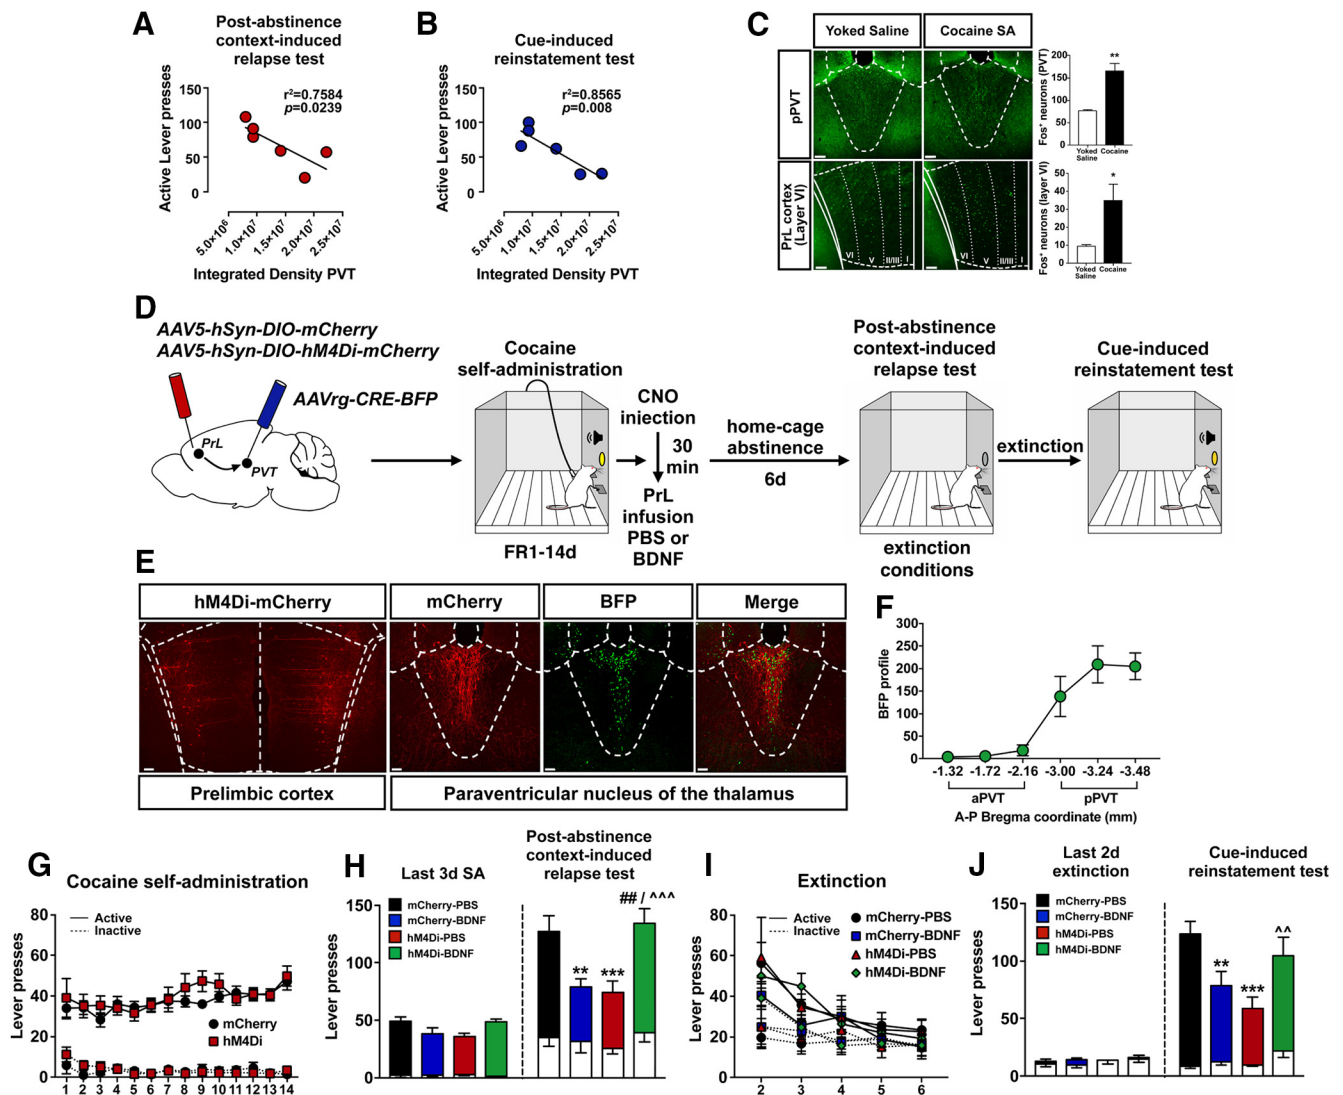 A
Post-abstinence
context-induced
relapse test
Active Lever presses
150
100
50
0
r²=0.7584
p=0.0239
5.0×10⁶
1.0×10⁷
1.5×10⁷
2.0×10⁷
2.5×10⁷
Integrated Density PVT
B
Cue-induced
reinstatement test
Active Lever presses
150
100
50
0
r²=0.8565
p=0.008
5.0×10⁶
1.0×10⁷
1.5×10⁷
2.0×10⁷
2.5×10⁷
Integrated Density PVT
C
Yoked Saline
Cocaine SA
pPVT
PrL cortex
(Layer VI)
VI
V
II/III
I
VI
V
II/III
I
Fos⁺ neurons (PVT)
200
150
100
50
0
**
Yoked
Saline
Cocaine
Fos⁺ neurons (layer VI)
50
40
30
20
10
0
*
Yoked
Saline
Cocaine
D
AAV5-hSyn-DIO-mCherry
AAV5-hSyn-DIO-hM4Di-mCherry
AAVrg-CRE-BFP
PrL
PVT
Cocaine
self-administration
FR1-14d
CNO
injection
30
min
PrL
infusion
PBS or
BDNF
home-cage
abstinence
6d
Post-abstinence
context-induced
relapse test
extinction
conditions
extinction
Cue-induced
reinstatement test
E
hM4Di-mCherry
mCherry
BFP
Merge
Prelimbic cortex
Paraventricular nucleus of the thalamus
F
BFP profile
300
250
200
150
100
50
0
-1.32
-1.72
-2.16
-3.00
-3.24
-3.48
aPVT
pPVT
A-P Bregma coordinate (mm)
G
Cocaine self-administration
Lever presses
80
60
40
20
0
Active
Inactive
mCherry
hM4Di
1 2 3 4 5 6 7 8 9 10 11 12 13 14
H
Last 3d SA
Post-abstinence
context-induced
relapse test
Lever presses
150
100
50
0
mCherry-PBS
mCherry-BDNF
hM4Di-PBS
hM4Di-BDNF
**
***
## / ^^^
I
Extinction
Lever presses
80
60
40
20
0
Active
Inactive
mCherry-PBS
mCherry-BDNF
hM4Di-PBS
hM4Di-BDNF
2 3 4 5 6
J
Last 2d
extinction
Cue-induced
reinstatement test
Lever presses
150
100
50
0
mCherry-PBS
mCherry-BDNF
hM4Di-PBS
hM4Di-BDNF
**
***
^^